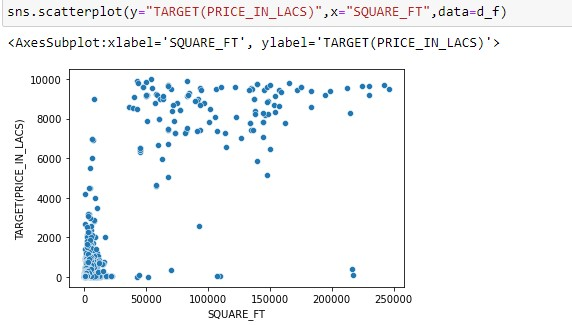 sns.scatterplot(y="TARGET(PRICE_IN_LACS)",x="SQUARE_FT",data=d_f)
<AxesSubplot:xlabel='SQUARE_FT', ylabel='TARGET(PRICE_IN_LACS)'>
10000
8000
6000
4000
2000
0
TARGET(PRICE_IN_LACS)
0 50000 100000 150000 200000 250000
SQUARE_FT